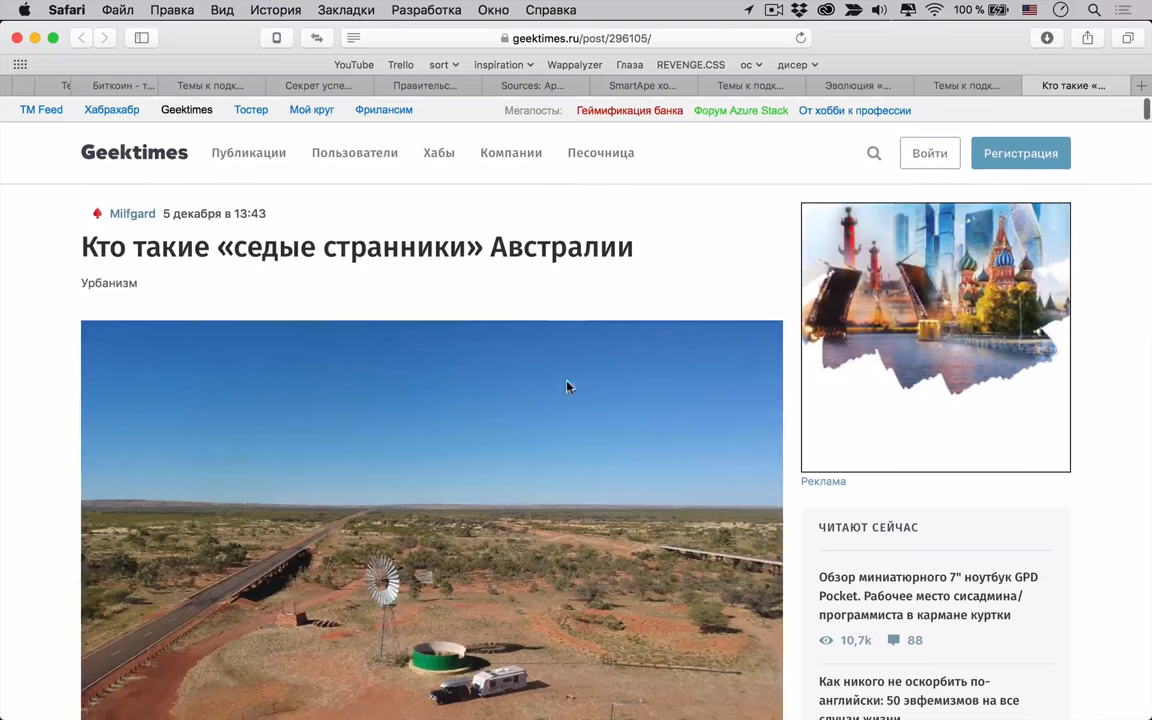 Safari Файл Правка Вид История Закладки Разработка Окно Справка 100 %
geektimes.ru/post/296105/
YouTube Trello sort inspiration Wappalyzer Глаза REVENGE.CSS ос дисер
Те Биткоин - т... Темы к подк... Секрет успе... Правительс... Sources: Ap... SmartApe хо... Темы к подк... Эволюция «... Темы к подк... Кто такие «...
TM Feed Хабрахабр Geektimes Тостер Мой круг Фрилансим Мегапосты: Геймификация банка Форум Azure Stack От хобби к профессии
Geektimes Публикации Пользователи Хабы Компании Песочница Войти Регистрация
Milfgard 5 декабря в 13:43
Кто такие «седые странники» Австралии
Урбанизм
Реклама
ЧИТАЮТ СЕЙЧАС
Обзор миниатюрного 7" ноутбук GPD
Pocket. Рабочее место сисадмина/
программиста в кармане куртки
10,7k 88
Как никого не оскорбить по-
английски: 50 эвфемизмов на все
случаи жизни